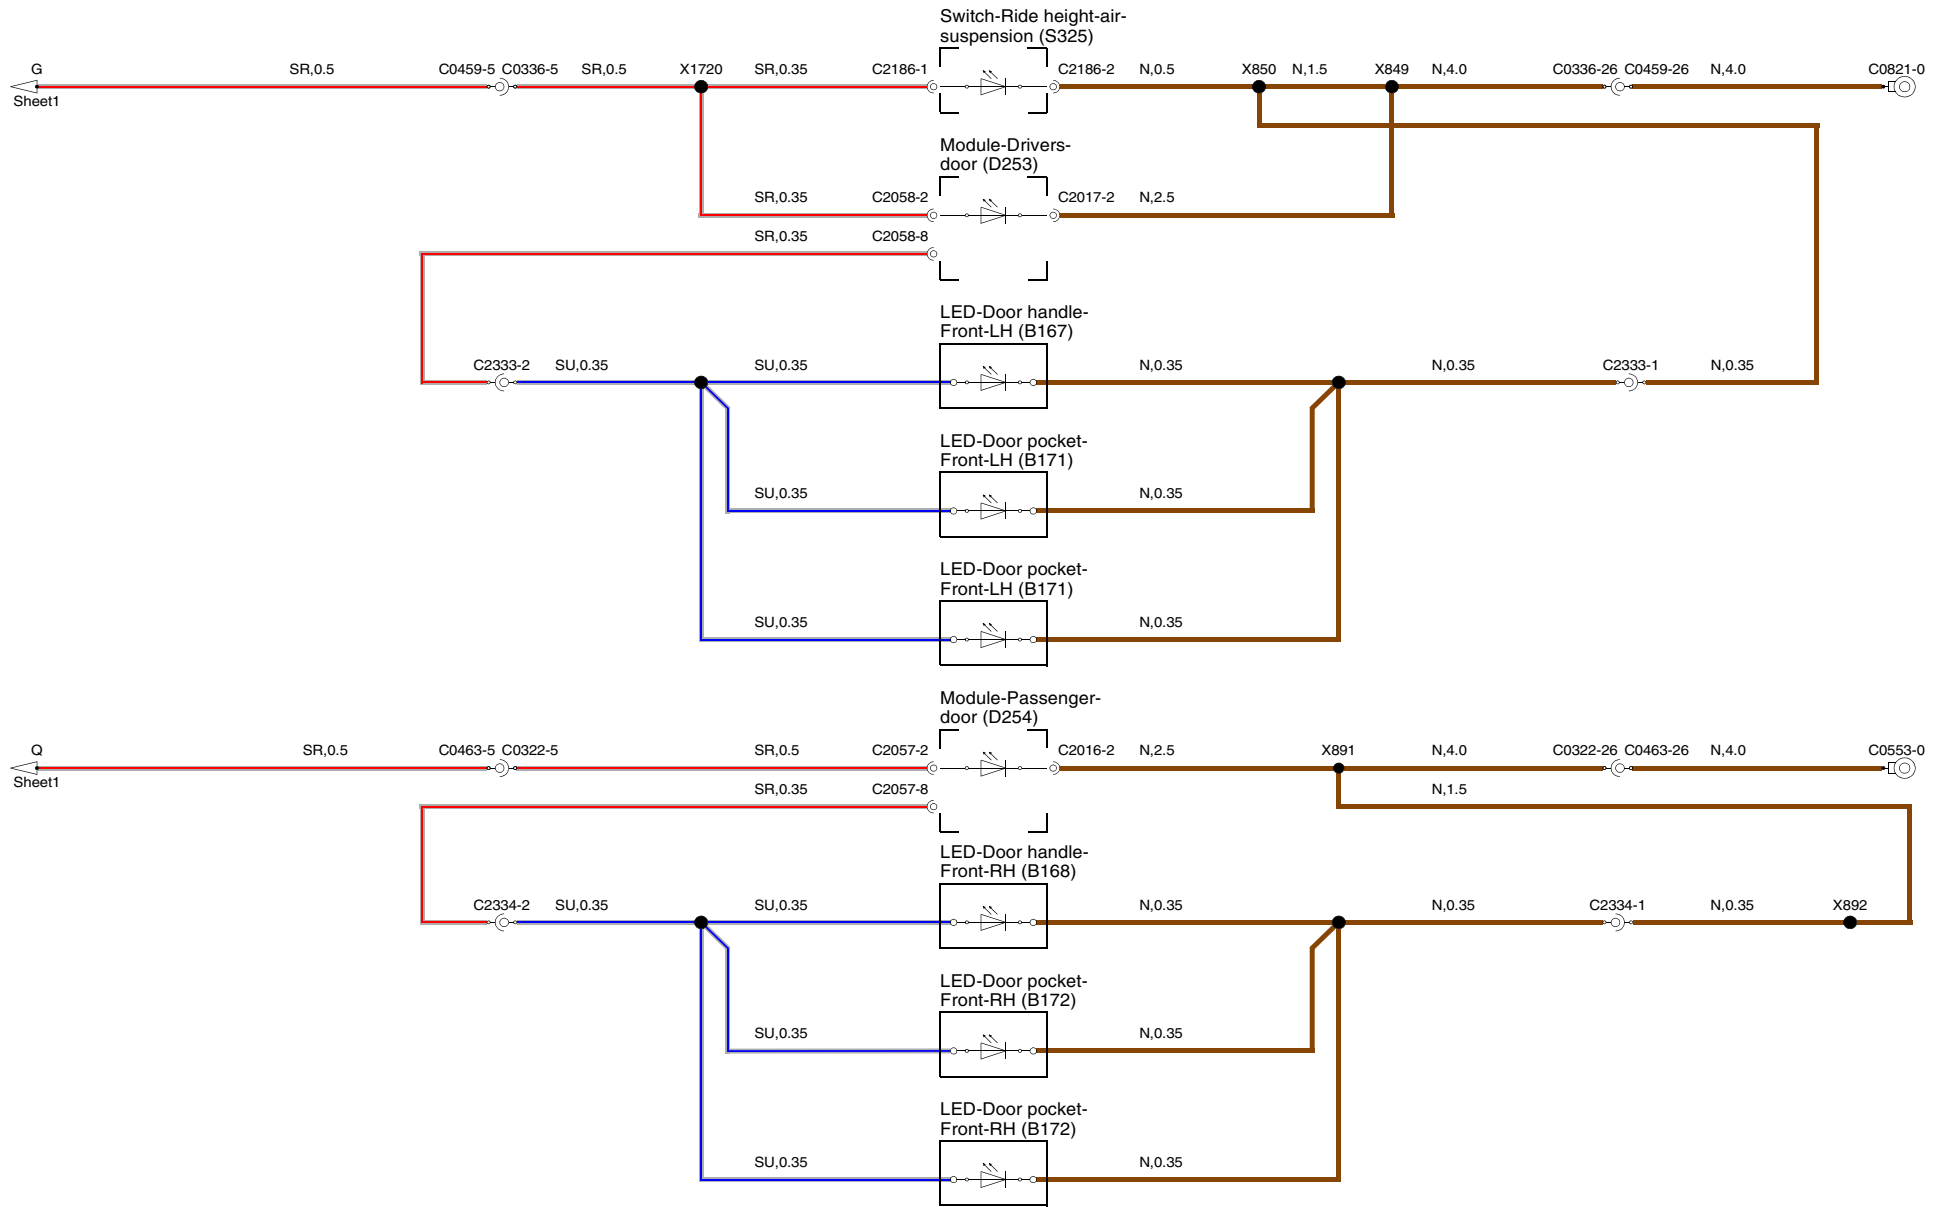 Switch-Ride height-air-
suspension (S325)
G SR,0.5 C0459-5 C0336-5 SR,0.5 X1720 SR,0.35 C2186-1 C2186-2 N,0.5 X850 N,1.5 X849 N,4.0 C0336-26 C0459-26 N,4.0 C0821-0
Sheet1
Module-Drivers-
door (D253)
SR,0.35 C2058-2 C2017-2 N,2.5
SR,0.35 C2058-8
LED-Door handle-
Front-LH (B167)
C2333-2 SU,0.35 SU,0.35 N,0.35 N,0.35 C2333-1 N,0.35
LED-Door pocket-
Front-LH (B171)
SU,0.35 N,0.35
LED-Door pocket-
Front-LH (B171)
SU,0.35 N,0.35
Module-Passenger-
door (D254)
Q SR,0.5 C0463-5 C0322-5 SR,0.5 C2057-2 C2016-2 N,2.5 X891 N,4.0 C0322-26 C0463-26 N,4.0 C0553-0
Sheet1
SR,0.35 C2057-8 N,1.5
LED-Door handle-
Front-RH (B168)
C2334-2 SU,0.35 SU,0.35 N,0.35 N,0.35 C2334-1 N,0.35 X892
LED-Door pocket-
Front-RH (B172)
SU,0.35 N,0.35
LED-Door pocket-
Front-RH (B172)
SU,0.35 N,0.35